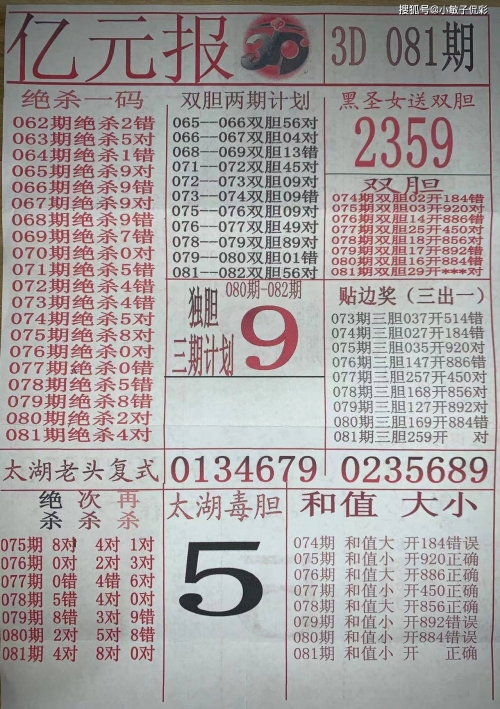 搜狐号@小敏子侃彩
亿元报
3D 081期
绝杀一码
062期绝杀2错
063期绝杀5对
064期绝杀1错
065期绝杀9对
066期绝杀9错
067期绝杀9对
068期绝杀9错
069期绝杀7错
070期绝杀0对
071期绝杀5错
072期绝杀4错
073期绝杀4错
074期绝杀5对
075期绝杀8对
076期绝杀0对
077期绝杀0错
078期绝杀5错
079期绝杀8错
080期绝杀2对
081期绝杀4对
双胆两期计划
065--066双胆56对
066--067双胆04对
068--069双胆13错
071--072双胆45对
072--073双胆09对
073--074双胆09错
075--076双胆09对
076--077双胆49对
078--079双胆89对
079--080双胆01错
081--082双胆56对
080期-082期
独胆
三期计划
9
黑圣女送双胆
2359
双胆
074期双胆02开184错
075期双胆03开920对
076期双胆14开886错
077期双胆25开450对
078期双胆18开856对
079期双胆17开892错
080期双胆16开884错
081期双胆29开***对
贴边奖（三出一）
073期三胆037开514错
074期三胆027开184错
075期三胆035开920对
076期三胆147开886错
077期三胆257开450对
078期三胆168开856对
079期三胆127开892对
080期三胆169开884错
081期三胆259开 对
太湖老头复式
0134679
0235689
绝杀 次杀 再杀
075期 8对 4对 1对
076期 0对 2对 3对
077期 0错 4错 6对
078期 5错 4对 0对
079期 8错 3对 9错
080期 2对 5对 8错
081期 4对 8对 0对
太湖毒胆
5
和值 大小
074期 和值大 开184错误
075期 和值小 开920正确
076期 和值大 开886正确
077期 和值小 开450正确
078期 和值大 开856正确
079期 和值小 开892错误
080期 和值小 开884错误
081期 和值小 开 正确